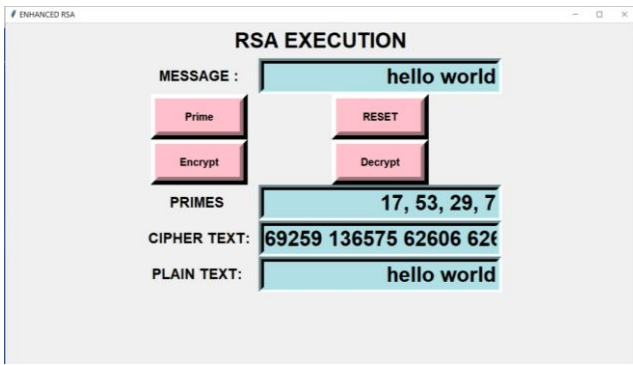 ENHANCED RSA
RSA EXECUTION
MESSAGE : hello world
Prime RESET
Encrypt Decrypt
PRIMES 17, 53, 29, 7
CIPHER TEXT: 69259 136575 62606 626
PLAIN TEXT: hello world